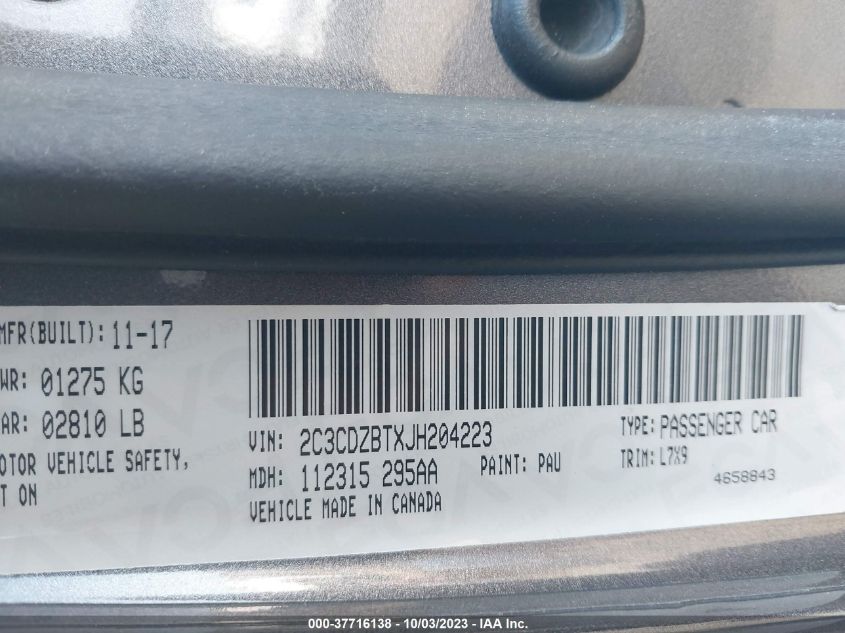 MFR(BUILT): 11-17
WR: 01275 KG
AR: 02810 LB
OTOR VEHICLE SAFETY,
T ON
VIN: 2C3CDZBTXJH204223
TYPE: PASSENGER CAR
MDH: 112315 295AA
PAINT: PAU
TRIM: L7X9
VEHICLE MADE IN CANADA
4658843
000-37716138 - 10/03/2023 - © IAA Inc.